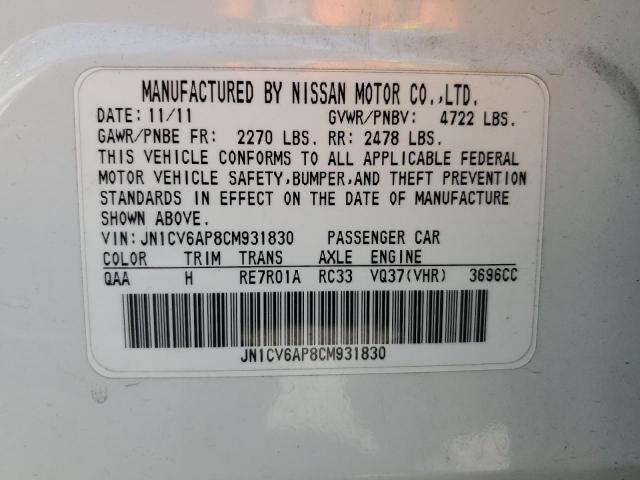 MANUFACTURED BY NISSAN MOTOR CO.,LTD.
DATE: 11/11 GVWR/PNBV: 4722 LBS.
GAWR/PNBE FR: 2270 LBS. RR: 2478 LBS.
THIS VEHICLE CONFORMS TO ALL APPLICABLE FEDERAL
MOTOR VEHICLE SAFETY,BUMPER,AND THEFT PREVENTION
STANDARDS IN EFFECT ON THE DATE OF MANUFACTURE
SHOWN ABOVE.
VIN: JN1CV6AP8CM931830 PASSENGER CAR
COLOR TRIM TRANS AXLE ENGINE
QAA H RE7R01A RC33 VQ37(VHR) 3696CC
JN1CV6AP8CM931830